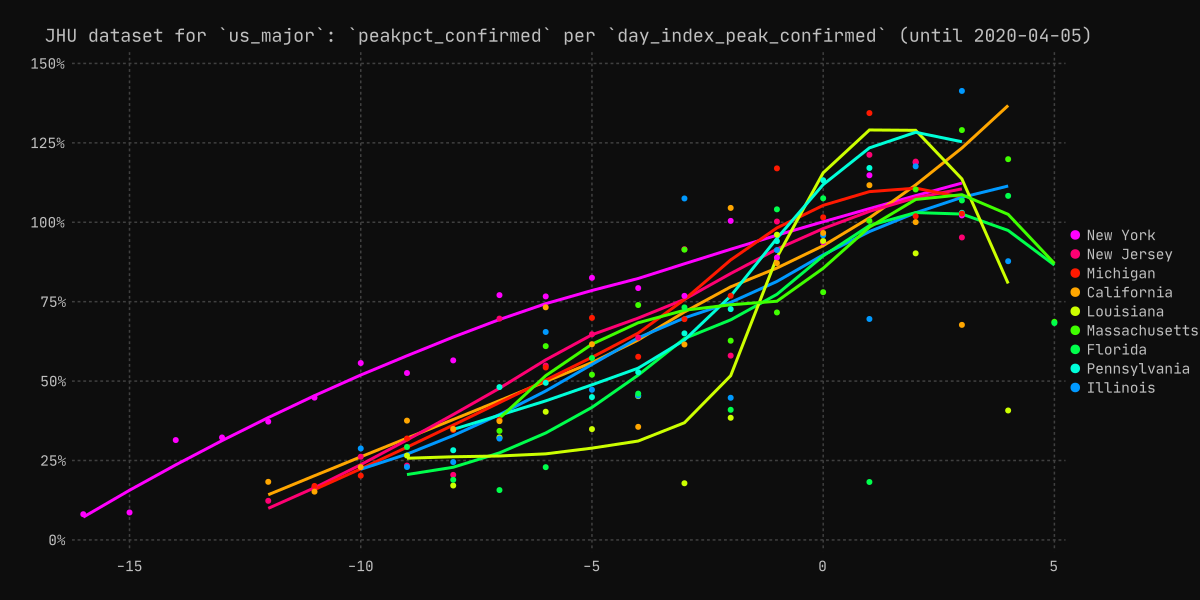 JHU dataset for `us_major`: `peakpct_confirmed` per `day_index_peak_confirmed` (until 2020-04-05)
150%
125%
100%
75%
50%
25%
0%
-15
-10
-5
0
5
New York
New Jersey
Michigan
California
Louisiana
Massachusetts
Florida
Pennsylvania
Illinois